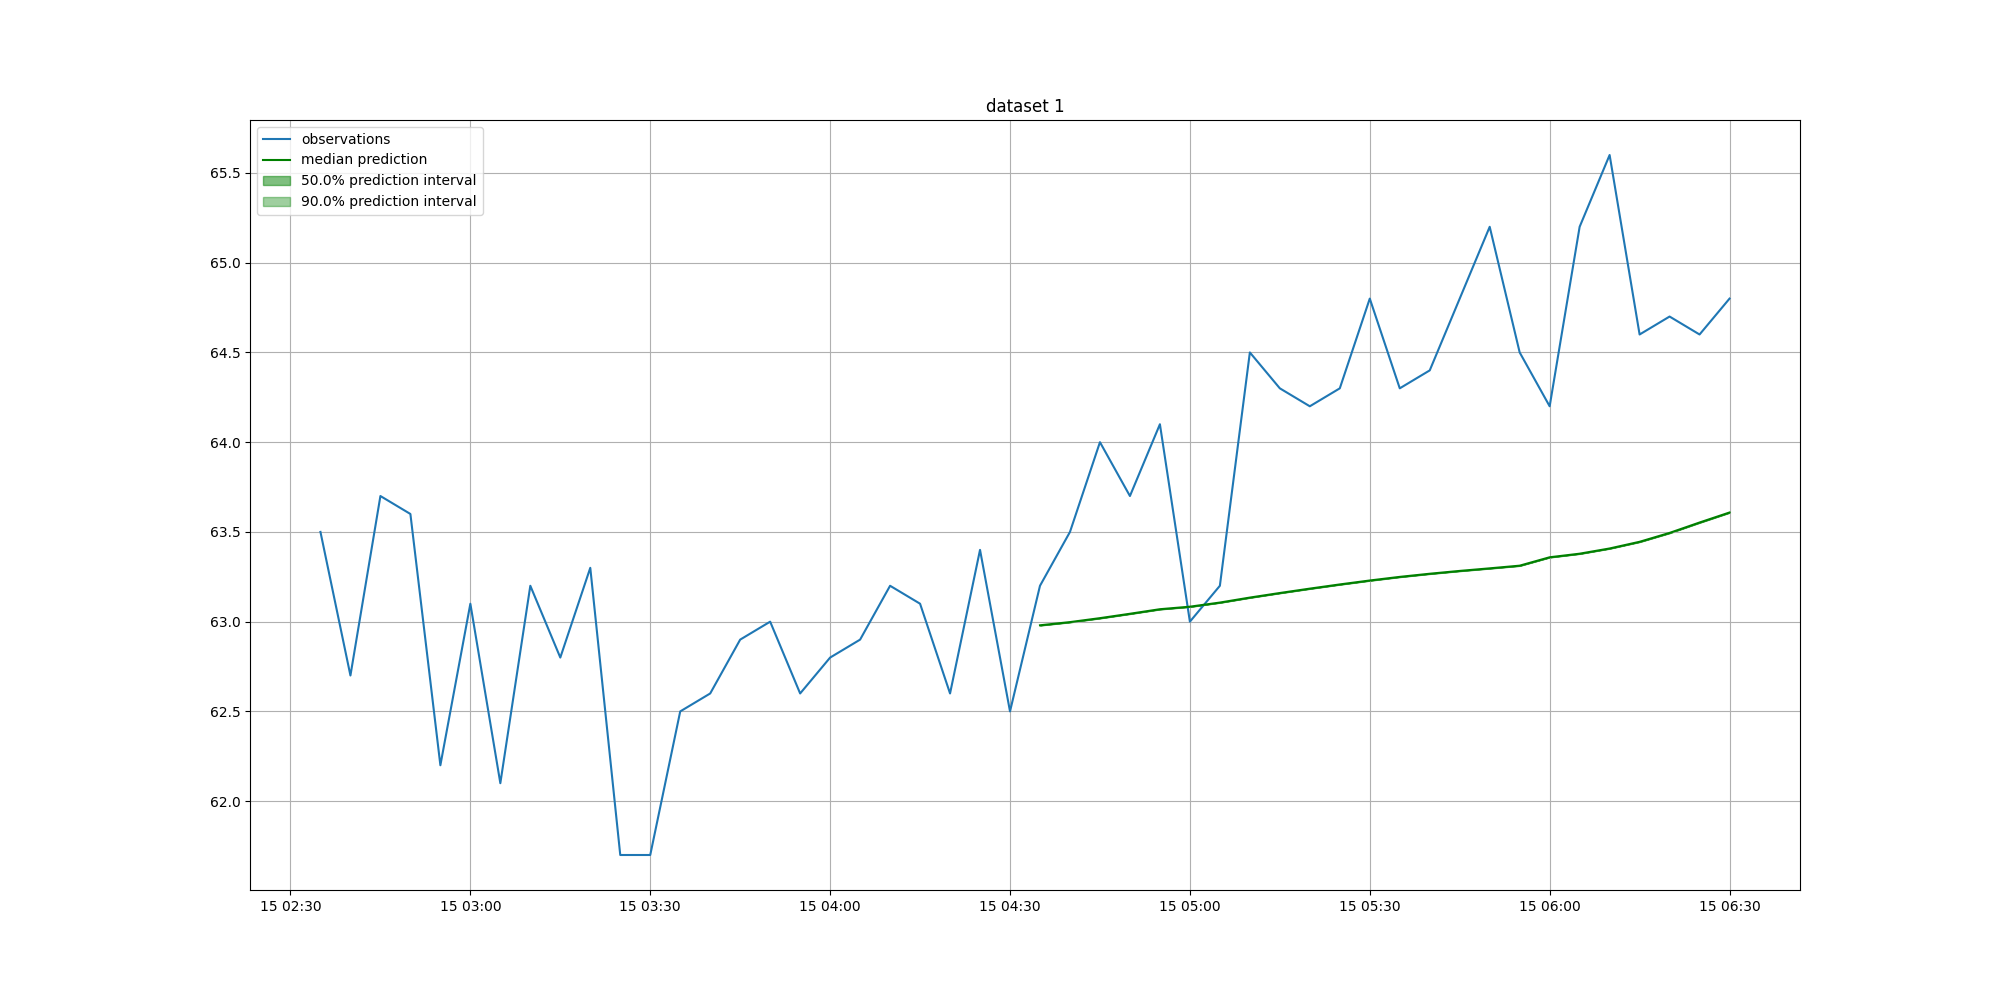 dataset 1
observations
median prediction
50.0% prediction interval
90.0% prediction interval
65.5
65.0
64.5
64.0
63.5
63.0
62.5
62.0
15 02:30 15 03:00 15 03:30 15 04:00 15 04:30 15 05:00 15 05:30 15 06:00 15 06:30